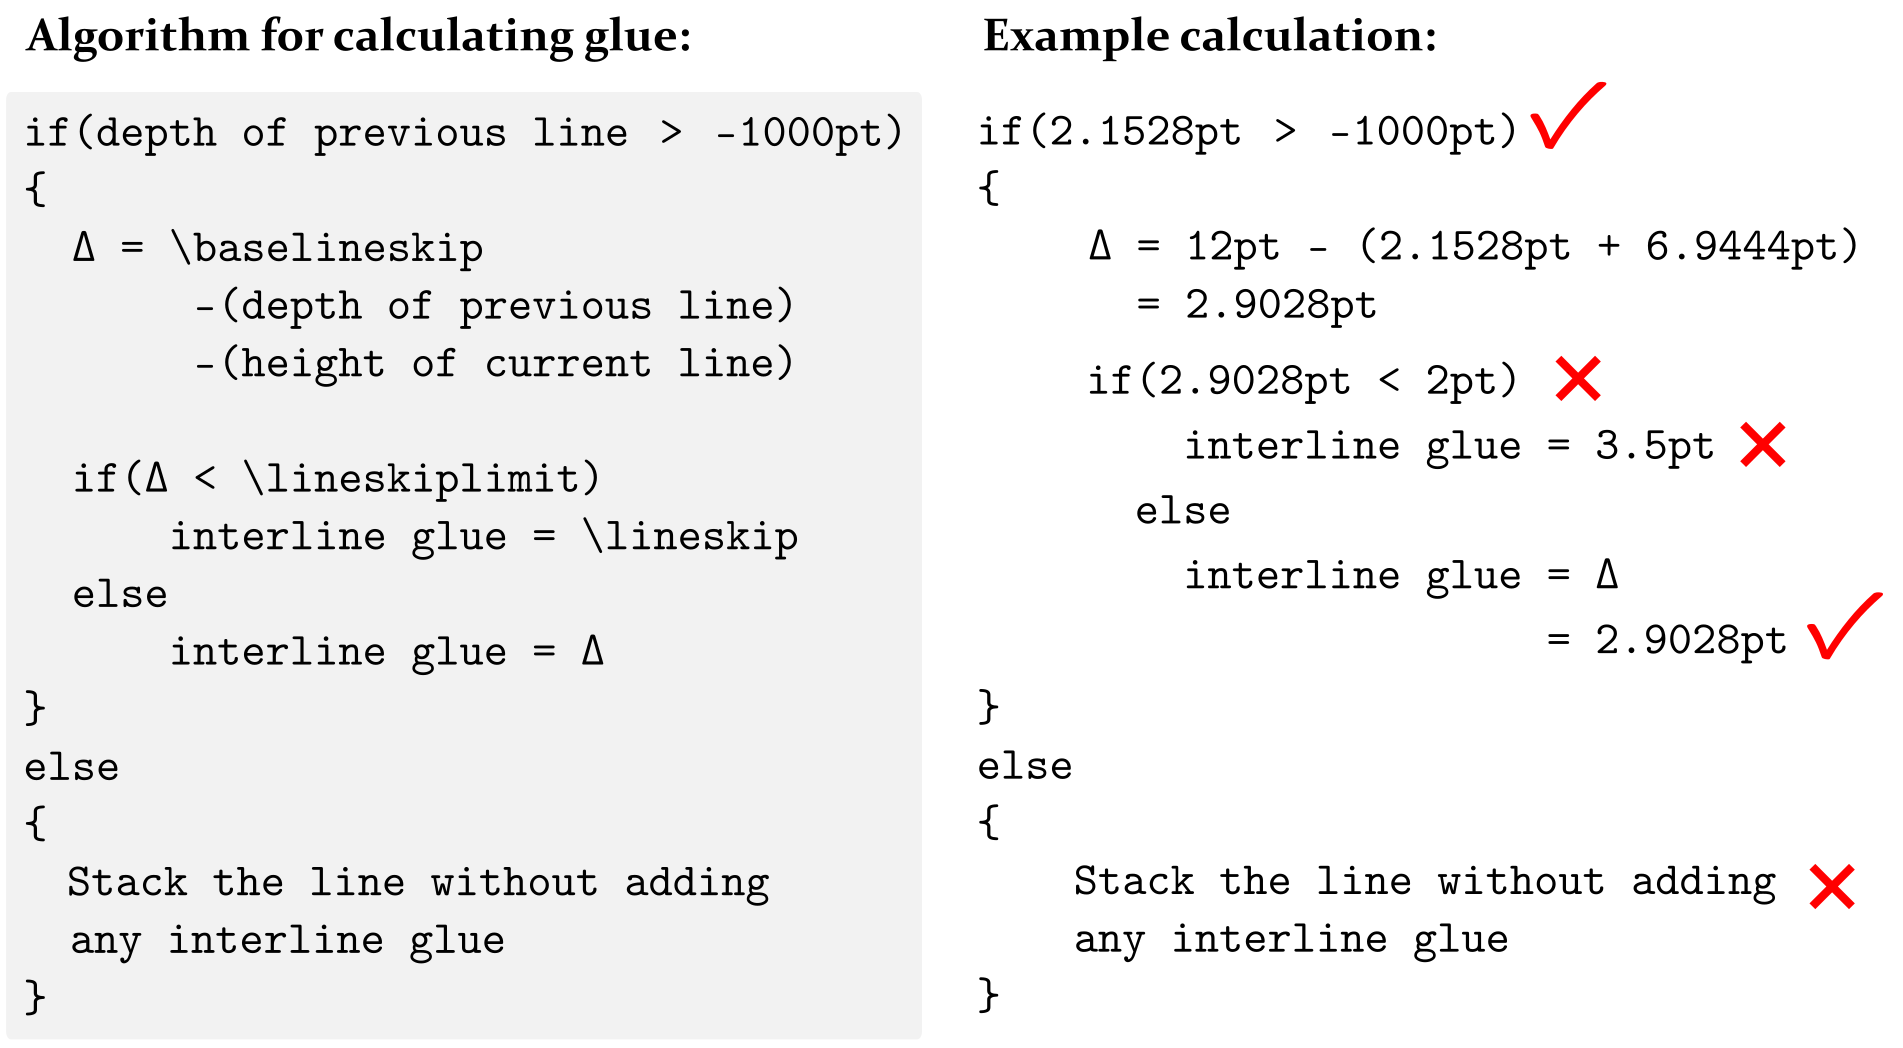 Algorithm for calculating glue:
if(depth of previous line > -1000pt)
{
Δ = \baselineskip
-(depth of previous line)
-(height of current line)
if(Δ < \lineskiplimit)
interline glue = \lineskip
else
interline glue = Δ
}
else
{
Stack the line without adding
any interline glue
}
Example calculation:
if(2.1528pt > -1000pt)
{
Δ = 12pt - (2.1528pt + 6.9444pt)
= 2.9028pt
if(2.9028pt < 2pt)
interline glue = 3.5pt
else
interline glue = Δ
= 2.9028pt
}
else
{
Stack the line without adding
any interline glue
}